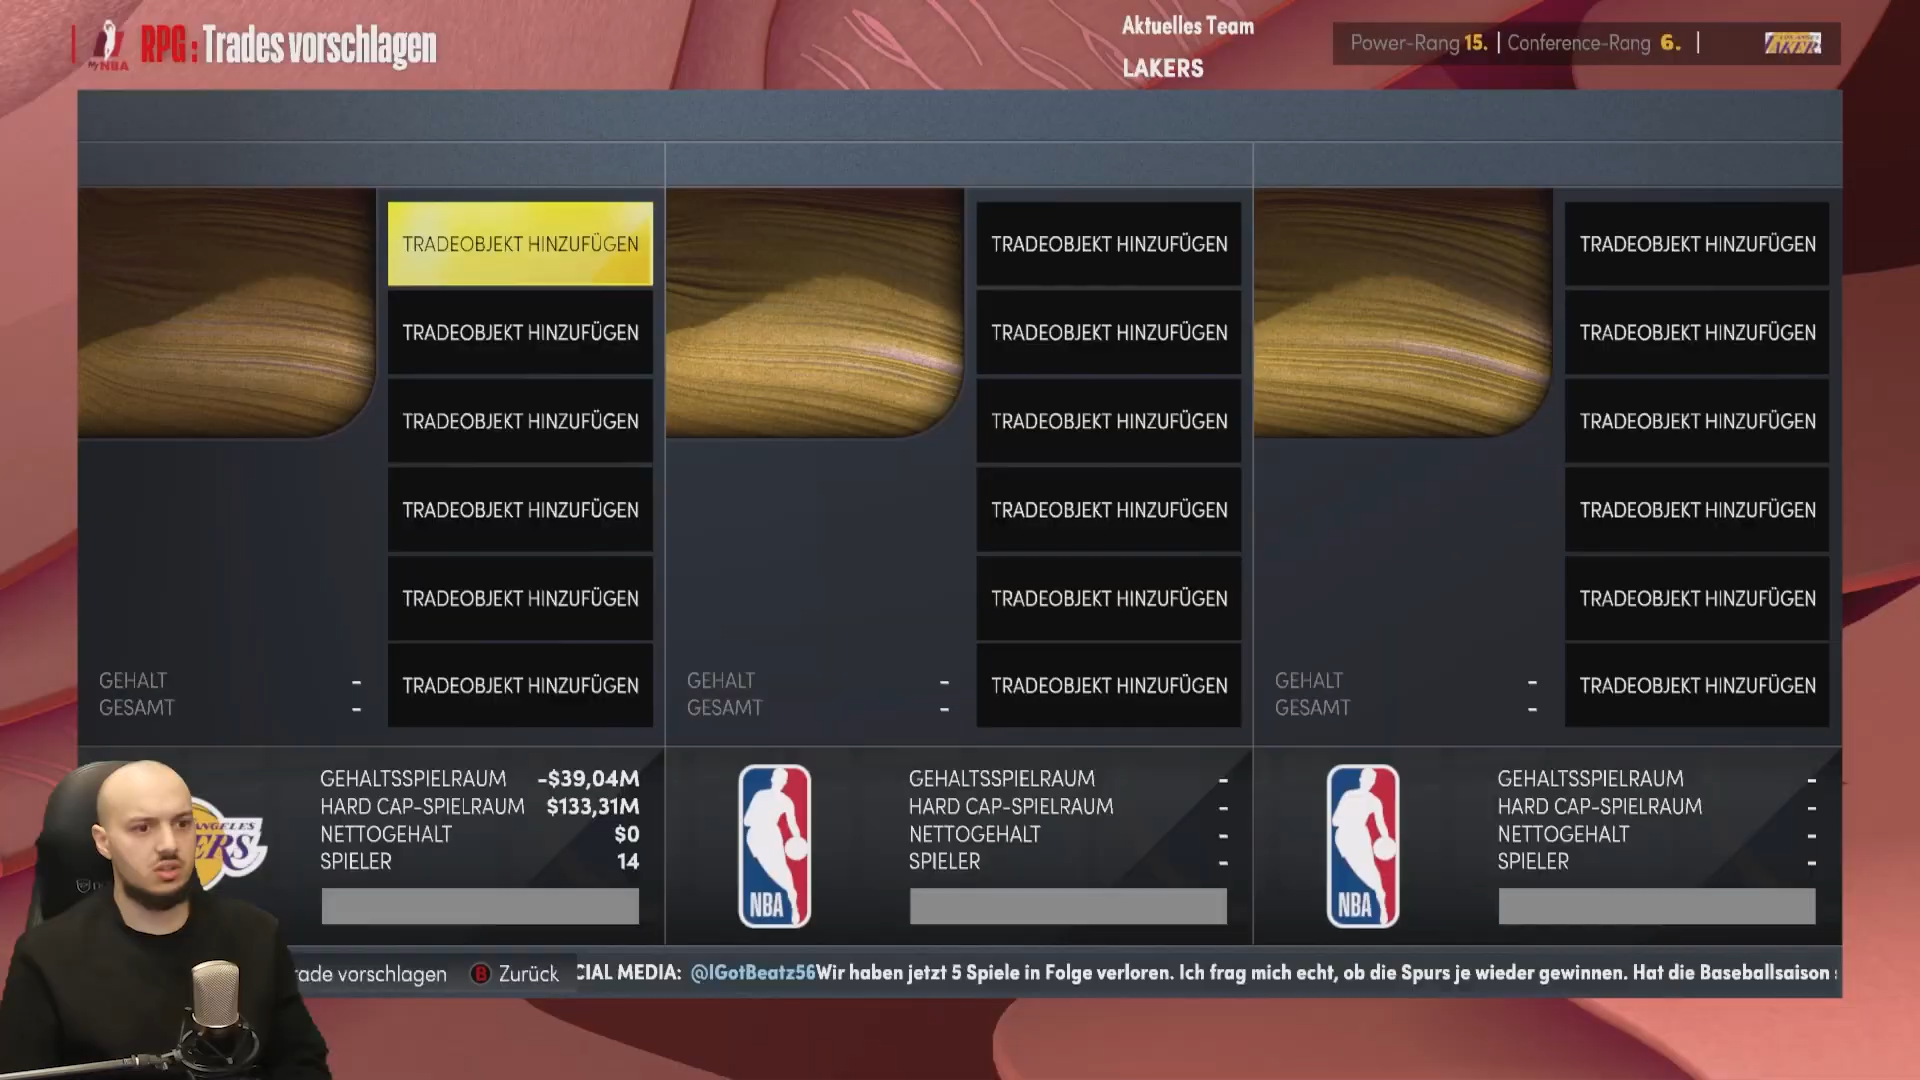 MyNBA
RPG : Trades vorschlagen
Aktuelles Team
LAKERS
Power-Rang 15. | Conference-Rang 6. |
TRADEOBJEKT HINZUFÜGEN
TRADEOBJEKT HINZUFÜGEN
TRADEOBJEKT HINZUFÜGEN
TRADEOBJEKT HINZUFÜGEN
TRADEOBJEKT HINZUFÜGEN
TRADEOBJEKT HINZUFÜGEN
GEHALT -
GESAMT -
TRADEOBJEKT HINZUFÜGEN
TRADEOBJEKT HINZUFÜGEN
TRADEOBJEKT HINZUFÜGEN
TRADEOBJEKT HINZUFÜGEN
TRADEOBJEKT HINZUFÜGEN
TRADEOBJEKT HINZUFÜGEN
GEHALT -
GESAMT -
TRADEOBJEKT HINZUFÜGEN
TRADEOBJEKT HINZUFÜGEN
TRADEOBJEKT HINZUFÜGEN
TRADEOBJEKT HINZUFÜGEN
TRADEOBJEKT HINZUFÜGEN
TRADEOBJEKT HINZUFÜGEN
GEHALT -
GESAMT -
ANGELES
ERS
GEHALTSSPIELRAUM -$39,04M
HARD CAP-SPIELRAUM $133,31M
NETTOGEHALT $0
SPIELER 14
NBA
GEHALTSSPIELRAUM -
HARD CAP-SPIELRAUM -
NETTOGEHALT -
SPIELER -
NBA
GEHALTSSPIELRAUM -
HARD CAP-SPIELRAUM -
NETTOGEHALT -
SPIELER -
rade vorschlagen B Zurück CIAL MEDIA: @IGotBeatz56Wir haben jetzt 5 Spiele in Folge verloren. Ich frag mich echt, ob die Spurs je wieder gewinnen. Hat die Baseballsaison